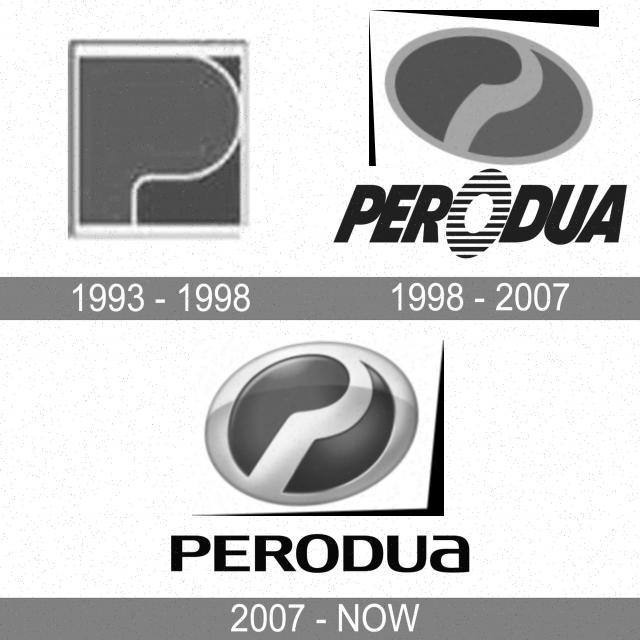 PERODUA
1993 - 1998
1998 - 2007
PERODUa
2007 - NOW